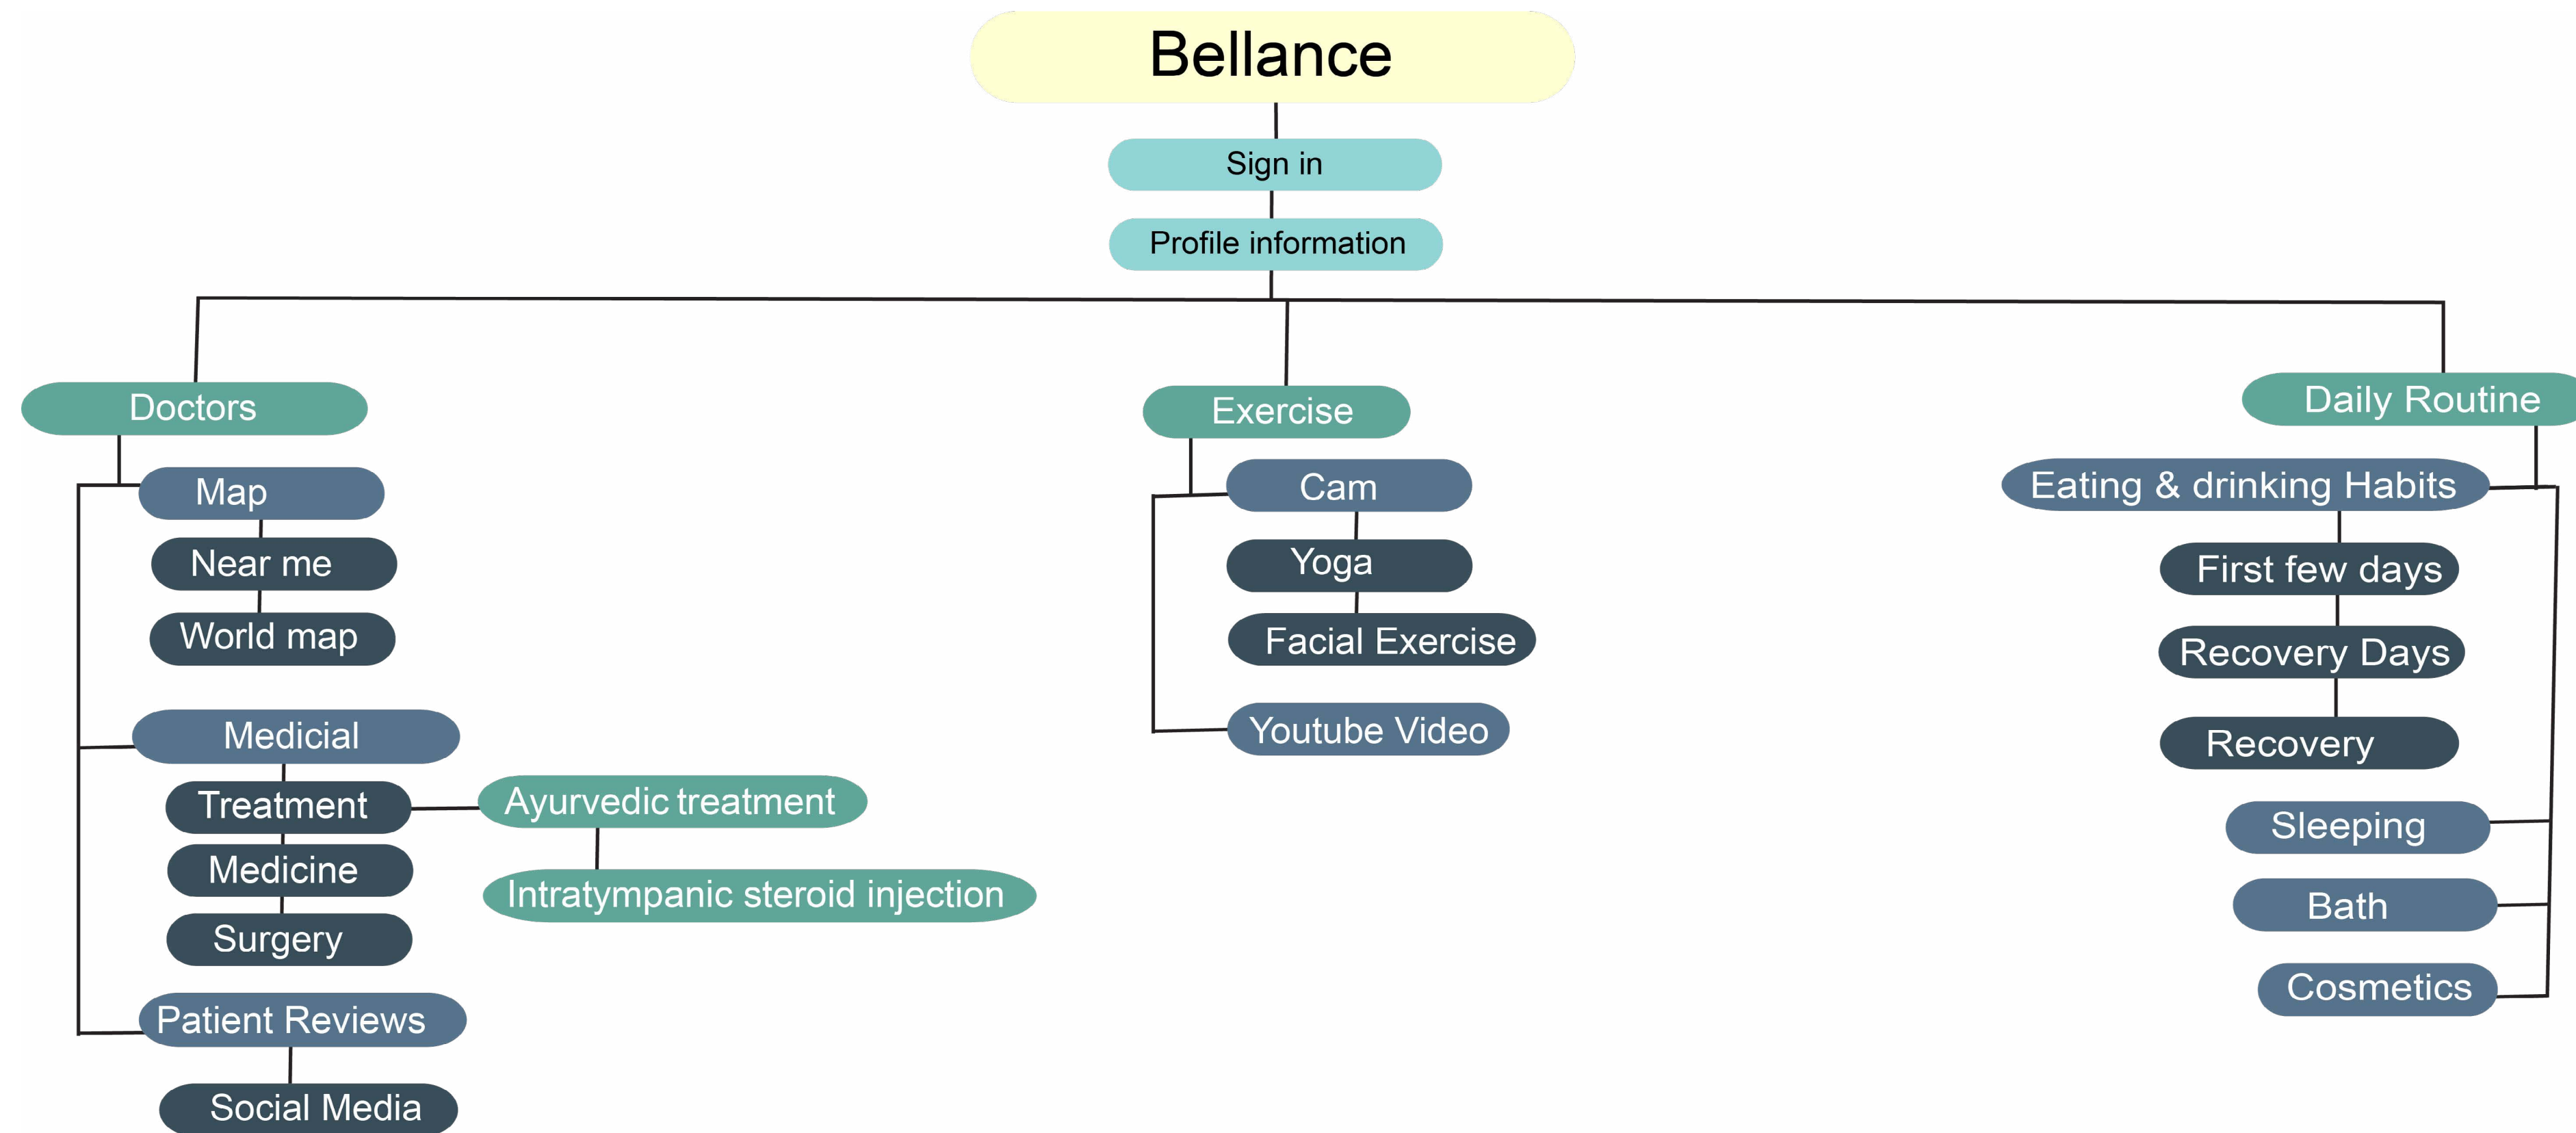 Bellance
Sign in
Profile information
Doctors
Map
Near me
World map
Medicial
Treatment
Ayurvedic treatment
Intratympanic steroid injection
Medicine
Surgery
Patient Reviews
Social Media
Exercise
Cam
Yoga
Facial Exercise
Youtube Video
Daily Routine
Eating & drinking Habits
First few days
Recovery Days
Recovery
Sleeping
Bath
Cosmetics